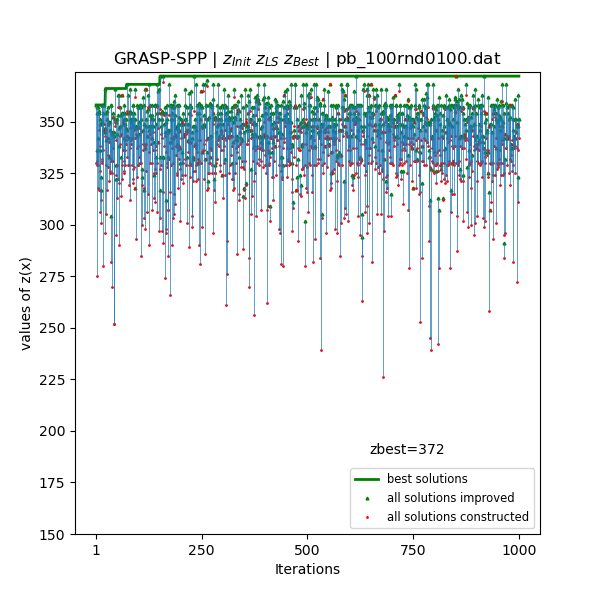 GRASP-SPP | z_Init z_LS z_Best | pb_100rnd0100.dat
values of z(x)
350
325
300
275
250
225
200
175
150
zbest=372
best solutions
all solutions improved
all solutions constructed
1 250 500 750 1000
Iterations